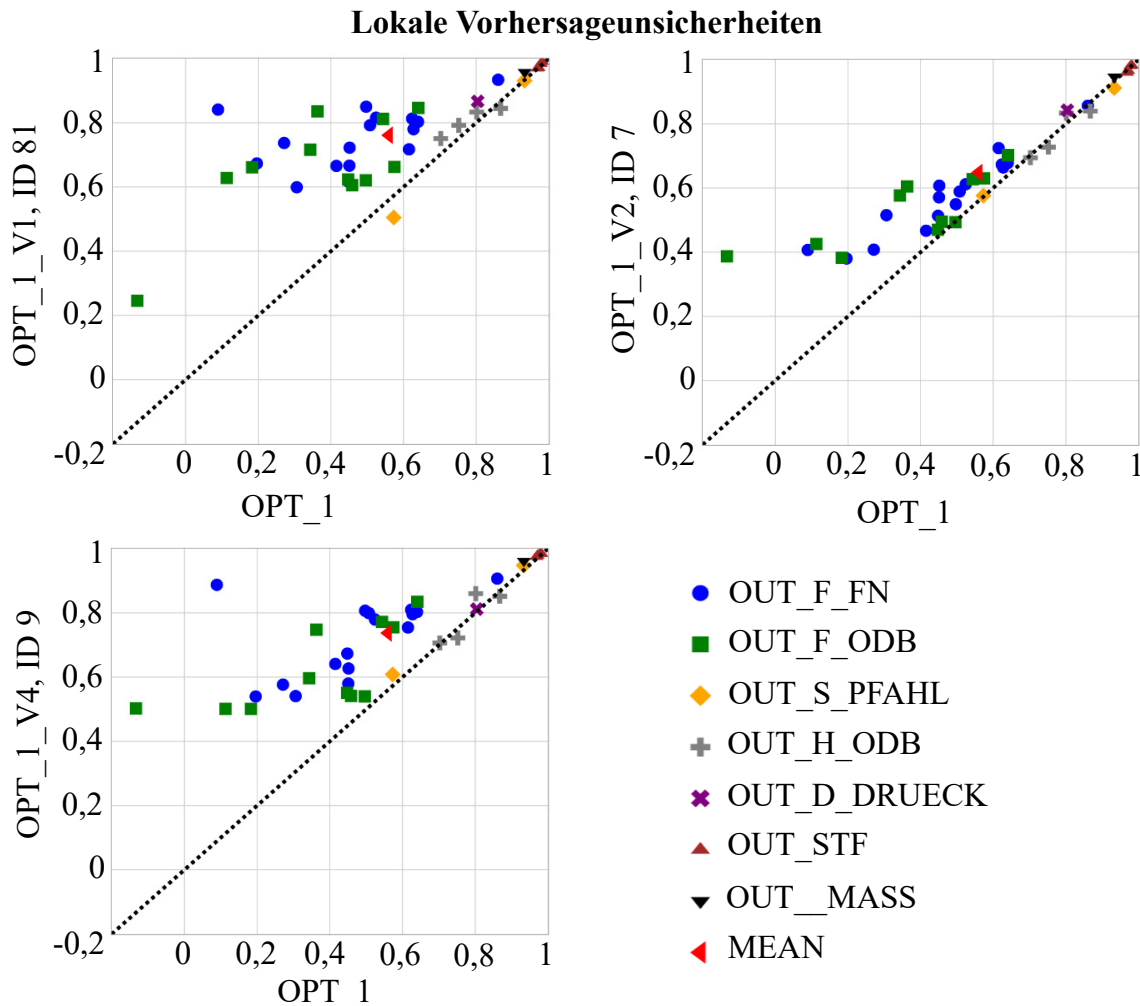 Lokale Vorhersageunsicherheiten
OPT_1_V1, ID 81
1
0,8
0,6
0,4
0,2
0
-0,2
0 0,2 0,4 0,6 0,8 1
OPT_1
OPT_1_V2, ID 7
1
0,8
0,6
0,4
0,2
0
-0,2
0 0,2 0,4 0,6 0,8 1
OPT_1
OPT_1_V4, ID 9
1
0,8
0,6
0,4
0,2
0
-0,2
0 0,2 0,4 0,6 0,8 1
OPT_1
OUT_F_FN
OUT_F_ODB
OUT_S_PFAHL
OUT_H_ODB
OUT_D_DRUECK
OUT_STF
OUT__MASS
MEAN